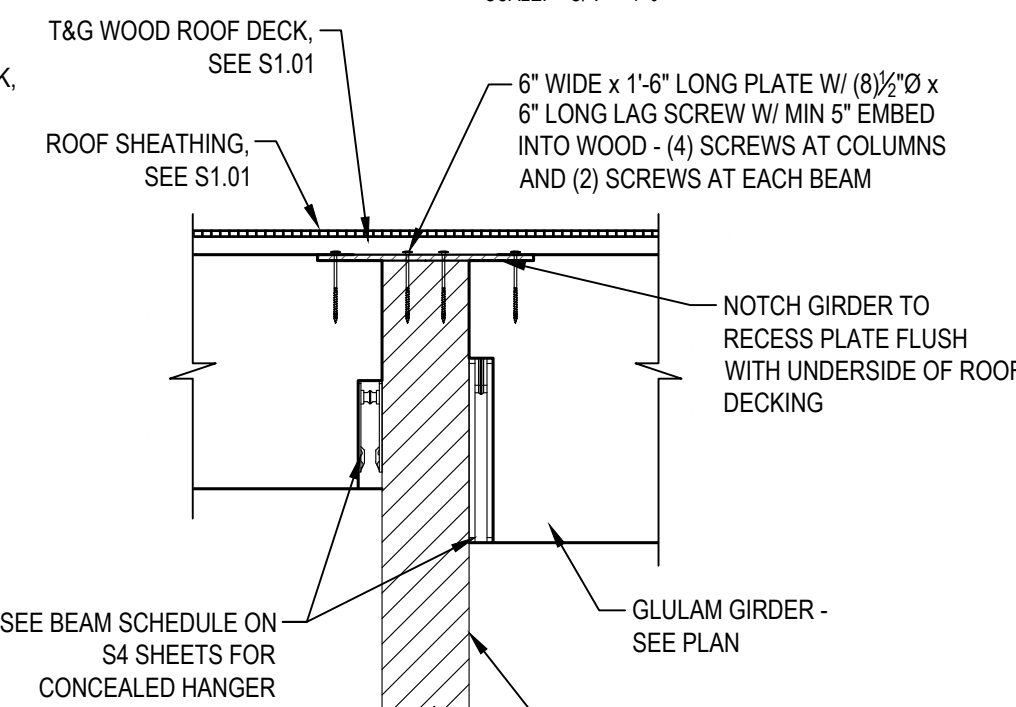 T&G WOOD ROOF DECK,
SEE S1.01
K,
ROOF SHEATHING,
SEE S1.01
6" WIDE x 1'-6" LONG PLATE W/ (8)½"Ø x
6" LONG LAG SCREW W/ MIN 5" EMBED
INTO WOOD - (4) SCREWS AT COLUMNS
AND (2) SCREWS AT EACH BEAM
NOTCH GIRDER TO
RECESS PLATE FLUSH
WITH UNDERSIDE OF ROOF
DECKING
SEE BEAM SCHEDULE ON
S4 SHEETS FOR
CONCEALED HANGER
GLULAM GIRDER -
SEE PLAN